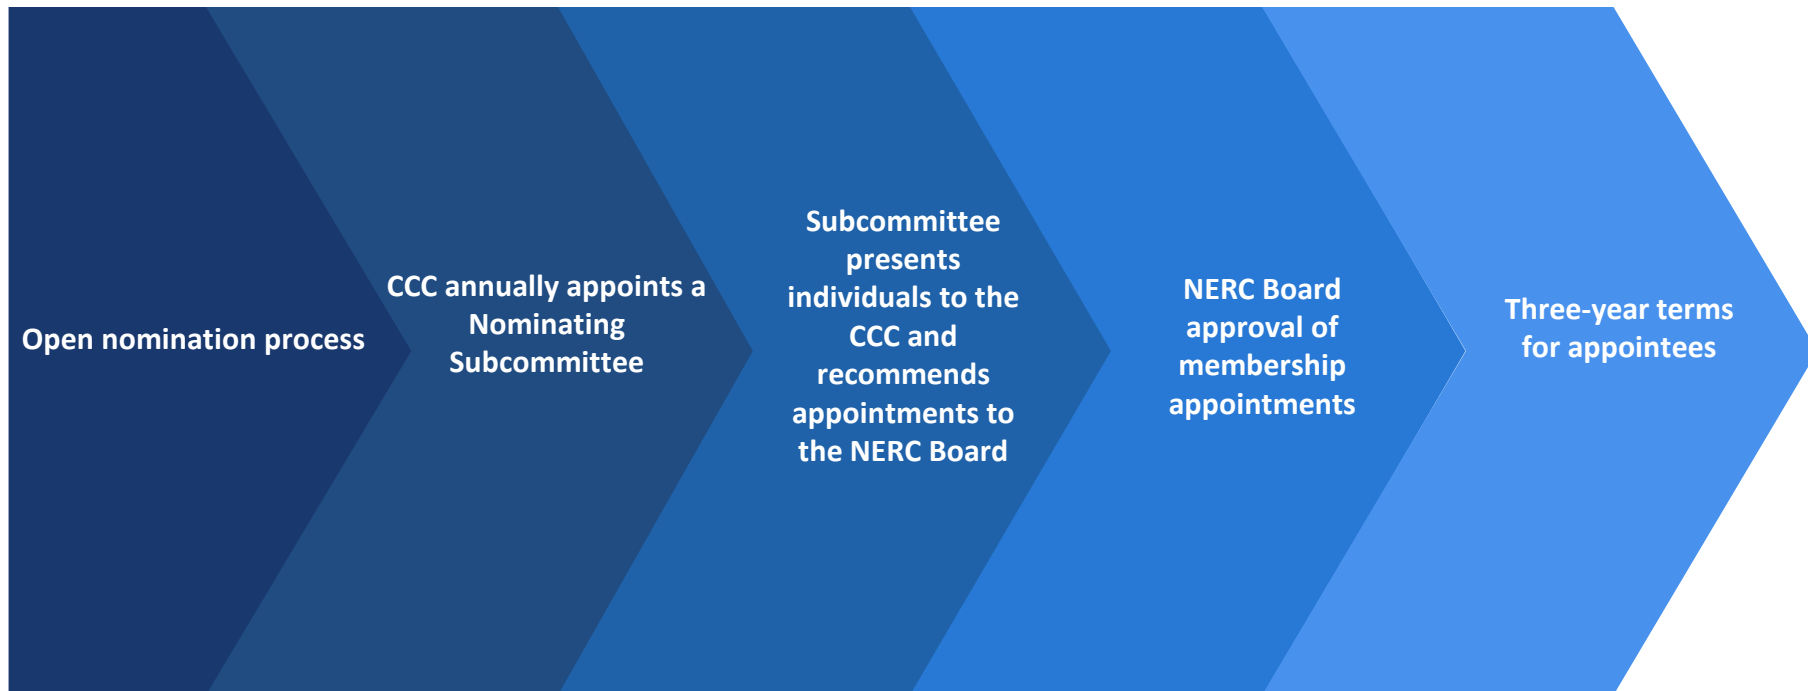 Open nomination process
CCC annually appoints a
Nominating
Subcommittee
Subcommittee
presents
individuals to the
CCC and
recommends
appointments to
the NERC Board
NERC Board
approval of
membership
appointments
Three-year terms
for appointees